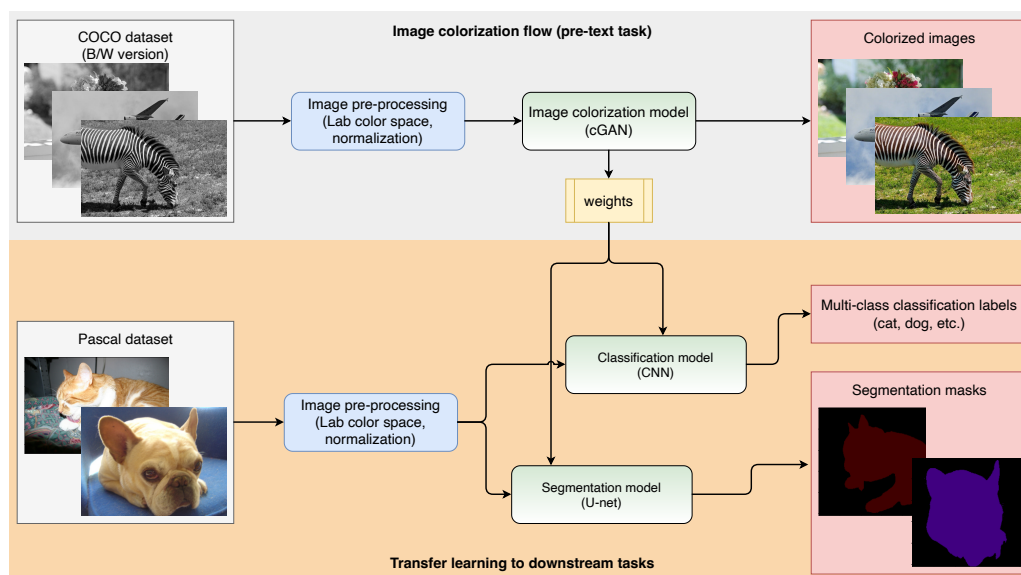 COCO dataset
(B/W version)
Image colorization flow (pre-text task)
Colorized images
Image pre-processing
(Lab color space,
normalization)
Image colorization model
(cGAN)
weights
Pascal dataset
Image pre-processing
(Lab color space,
normalization)
Classification model
(CNN)
Multi-class classification labels
(cat, dog, etc.)
Segmentation model
(U-net)
Segmentation masks
Transfer learning to downstream tasks